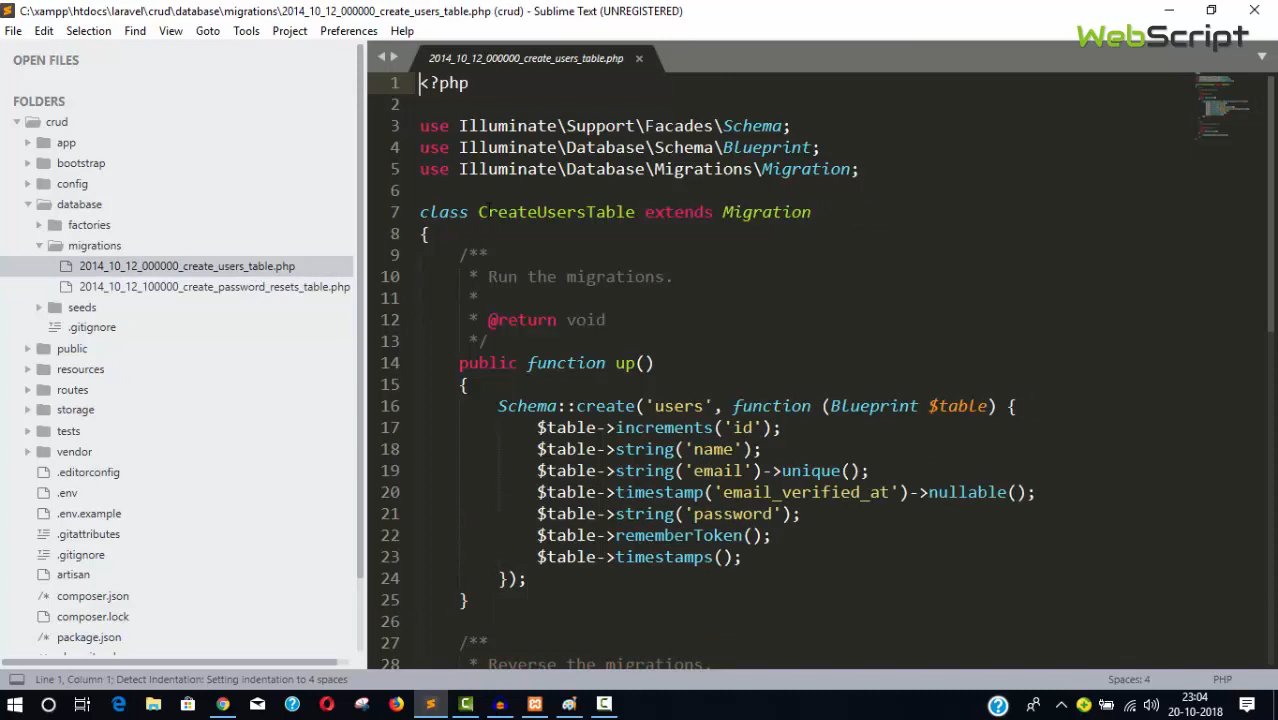 C:\xampp\htdocs\laravel\crud\database\migrations\2014_10_12_000000_create_users_table.php (crud) - Sublime Text (UNREGISTERED)
File Edit Selection Find View Goto Tools Project Preferences Help
WebScript
OPEN FILES
FOLDERS
crud
app
bootstrap
config
database
factories
migrations
2014_10_12_000000_create_users_table.php
2014_10_12_100000_create_password_resets_table.php
seeds
.gitignore
public
resources
routes
storage
tests
vendor
.editorconfig
.env
.env.example
.gitattributes
.gitignore
artisan
/* composer.json
composer.lock
/* package.json
2014_10_12_000000_create_users_table.php
1 <?php
2
3 use Illuminate\Support\Facades\Schema;
4 use Illuminate\Database\Schema\Blueprint;
5 use Illuminate\Database\Migrations\Migration;
6
7 class CreateUsersTable extends Migration
8 {
9 /**
10 * Run the migrations.
11 *
12 * @return void
13 */
14 public function up()
15 {
16 Schema::create('users', function (Blueprint $table) {
17 $table->increments('id');
18 $table->string('name');
19 $table->string('email')->unique();
20 $table->timestamp('email_verified_at')->nullable();
21 $table->string('password');
22 $table->rememberToken();
23 $table->timestamps();
24 });
25 }
26
27 /**
28 * Reverse the migrations.
Line 1, Column 1; Detect Indentation: Setting indentation to 4 spaces
Spaces: 4 PHP
23:04
20-10-2018